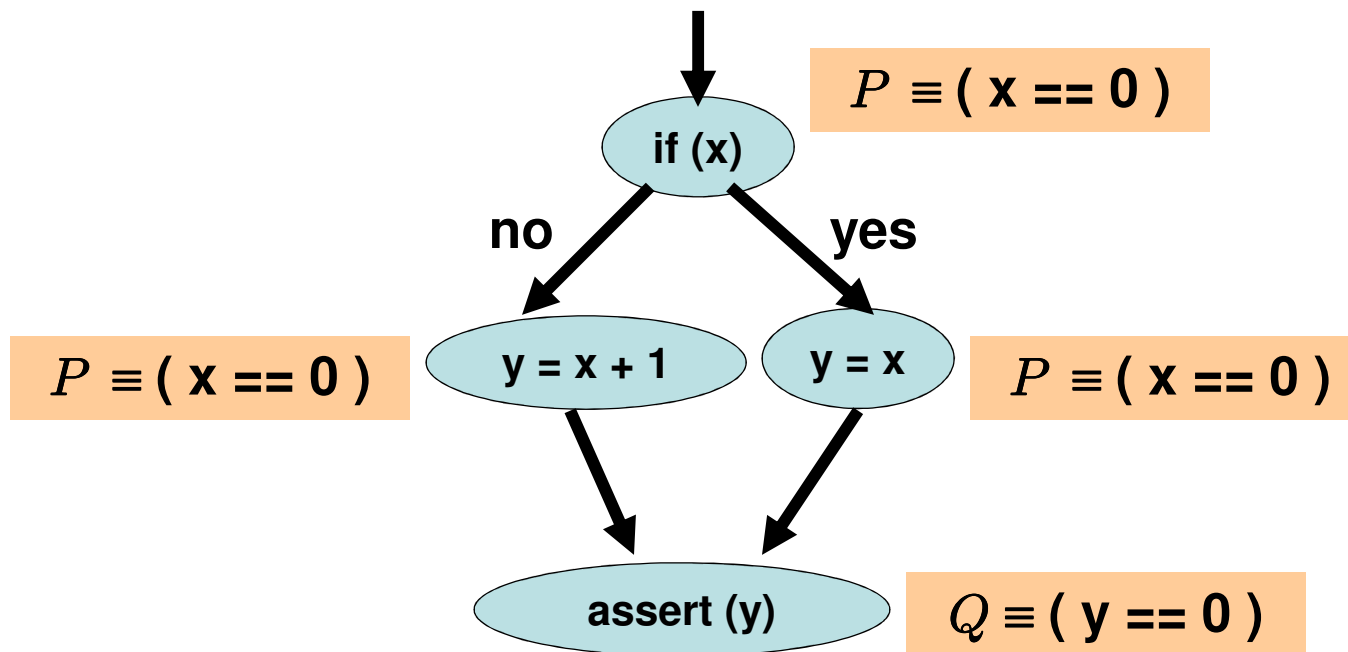 P ≡ ( x == 0 )
if (x)
no
yes
P ≡ ( x == 0 )
y = x + 1
y = x
P ≡ ( x == 0 )
assert (y)
Q ≡ ( y == 0 )